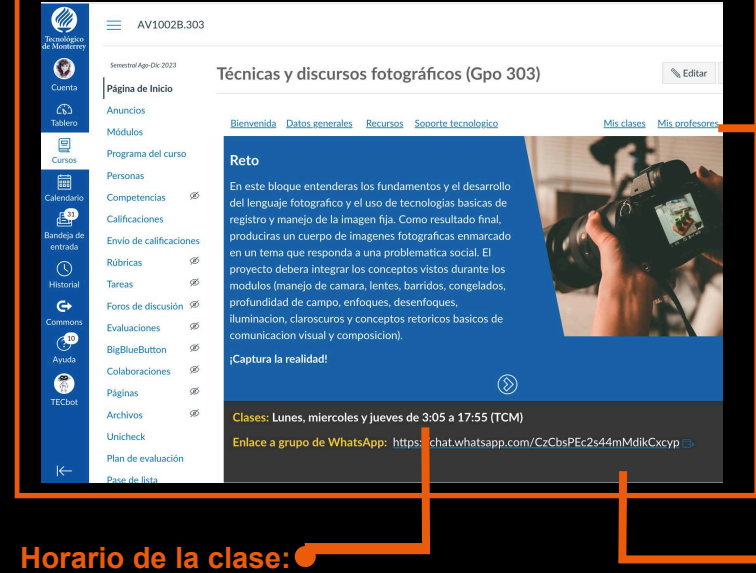 Tecnológico
de Monterrey
AV1002B.303
Cuenta
Tablero
Cursos
Calendario
31
Bandeja de
entrada
Historial
Commons
10
Ayuda
TECbot
Semestral Ago-Dic 2023
Página de Inicio
Anuncios
Módulos
Programa del curso
Personas
Competencias
Calificaciones
Envío de calificaciones
Rúbricas
Tareas
Foros de discusión
Evaluaciones
BigBlueButton
Colaboraciones
Páginas
Archivos
Unicheck
Plan de evaluación
Pase de lista
Técnicas y discursos fotográficos (Gpo 303)
Editar
Bienvenida Datos generales Recursos Soporte tecnologico Mis clases Mis profesores
Reto
En este bloque entenderas los fundamentos y el desarrollo
del lenguaje fotografico y el uso de tecnologias basicas de
registro y manejo de la imagen fija. Como resultado final,
produciras un cuerpo de imagenes fotograficas enmarcado
en un tema que responda a una problematica social. El
proyecto debera integrar los conceptos vistos durante los
modulos (manejo de camara, lentes, barridos, congelados,
profundidad de campo, enfoques, desenfoques,
iluminacion, claroscuros y conceptos retoricos basicos de
comunicacion visual y composicion).
¡Captura la realidad!
Clases: Lunes, miercoles y jueves de 3:05 a 17:55 (TCM)
Enlace a grupo de WhatsApp: https://chat.whatsapp.com/CzCbsPEc2s44mMdikCxcyp
Horario de la clase: